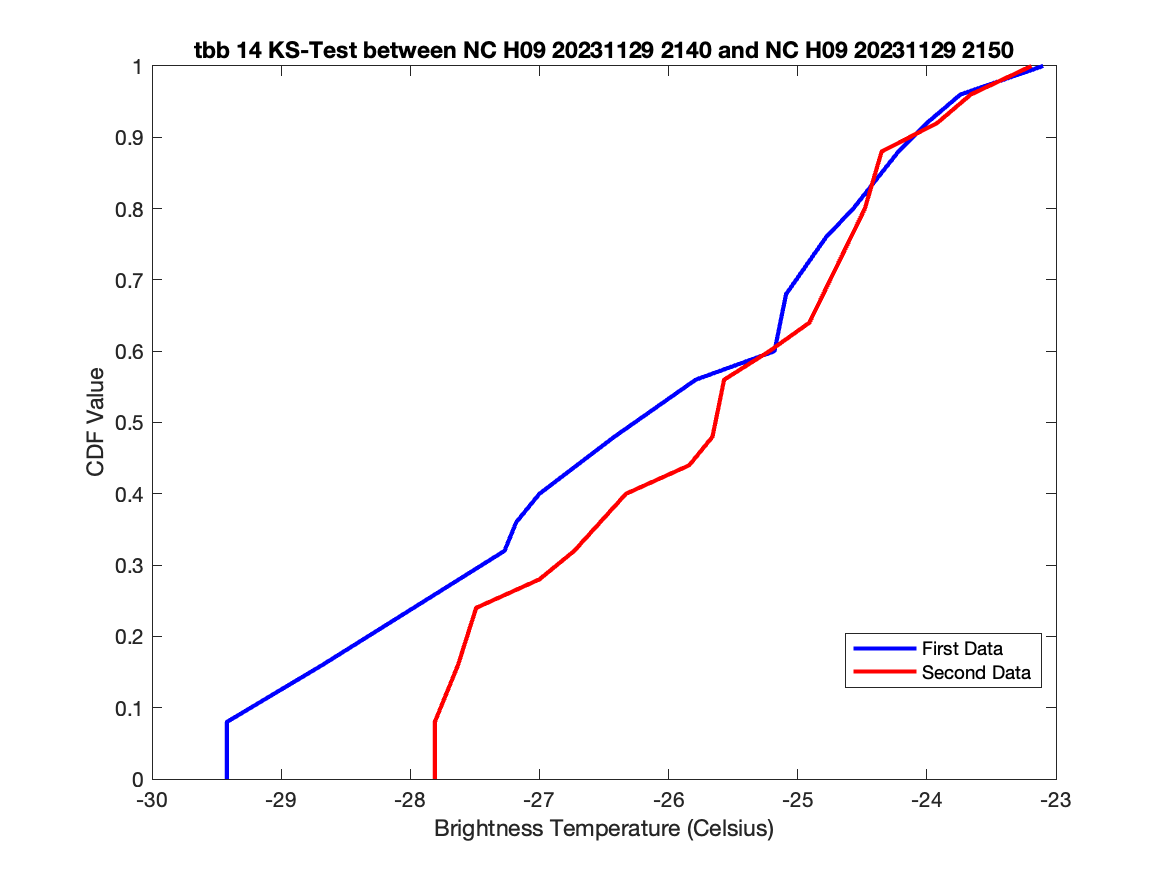 tbb 14 KS-Test between NC H09 20231129 2140 and NC H09 20231129 2150
1
0.9
0.8
0.7
0.6
0.5
0.4
0.3
0.2
0.1
0
CDF Value
First Data
Second Data
-30 -29 -28 -27 -26 -25 -24 -23
Brightness Temperature (Celsius)